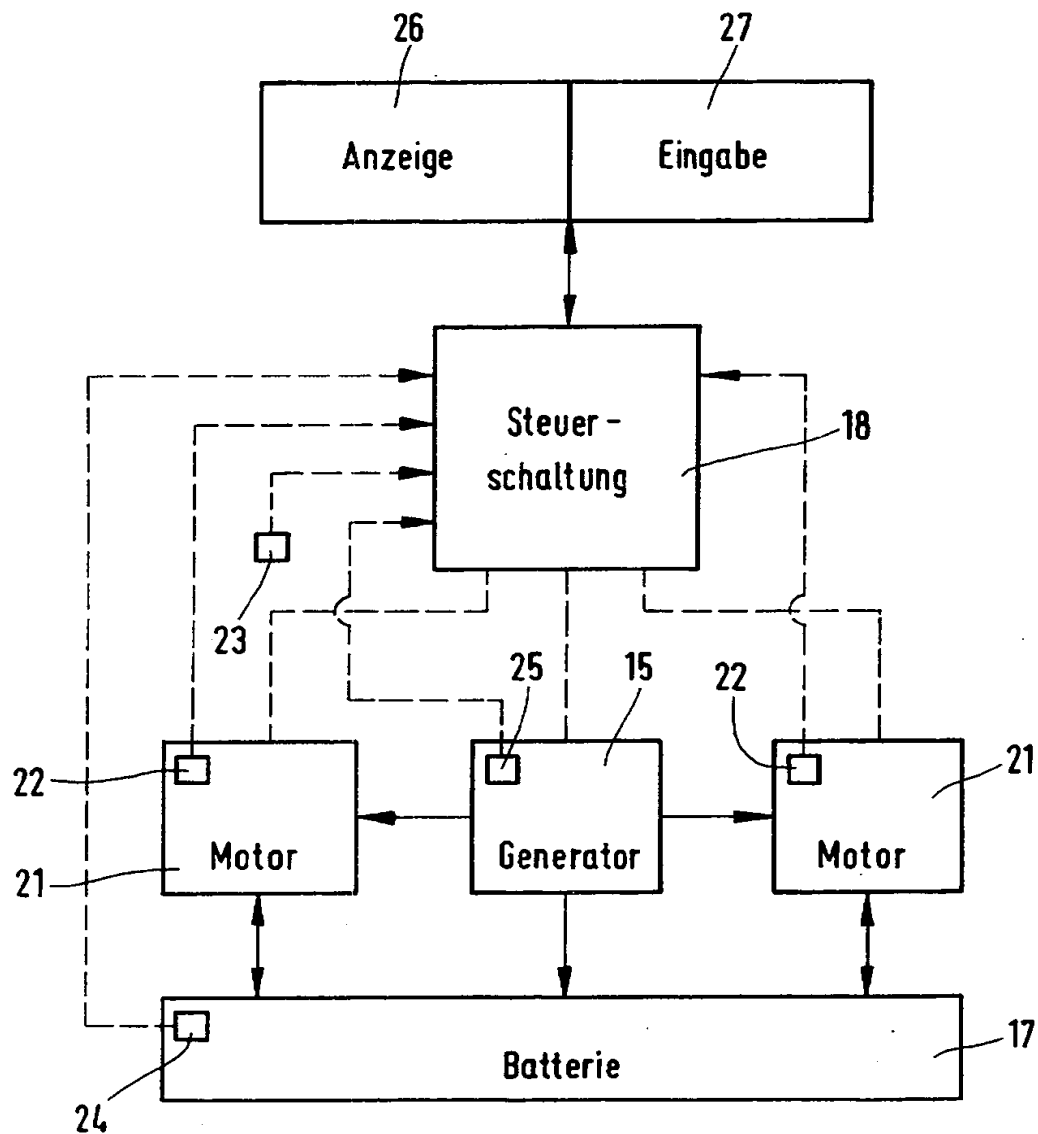 26
27
Anzeige
Eingabe
Steuer-
schaltung
18
23
25
15
22
22
21
21
Motor
Generator
Motor
17
Batterie
24